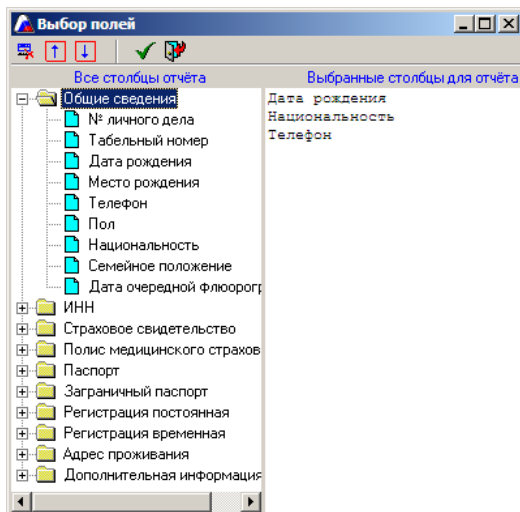 Выбор полей
Все столбцы отчёта
Выбранные столбцы для отчёта
Общие сведения
№ личного дела
Табельный номер
Дата рождения
Место рождения
Телефон
Пол
Национальность
Семейное положение
Дата очередной флюорогр
ИНН
Страховое свидетельство
Полис медицинского страхов
Паспорт
Заграничный паспорт
Регистрация постоянная
Регистрация временная
Адрес проживания
Дополнительная информация
Дата рождения
Национальность
Телефон